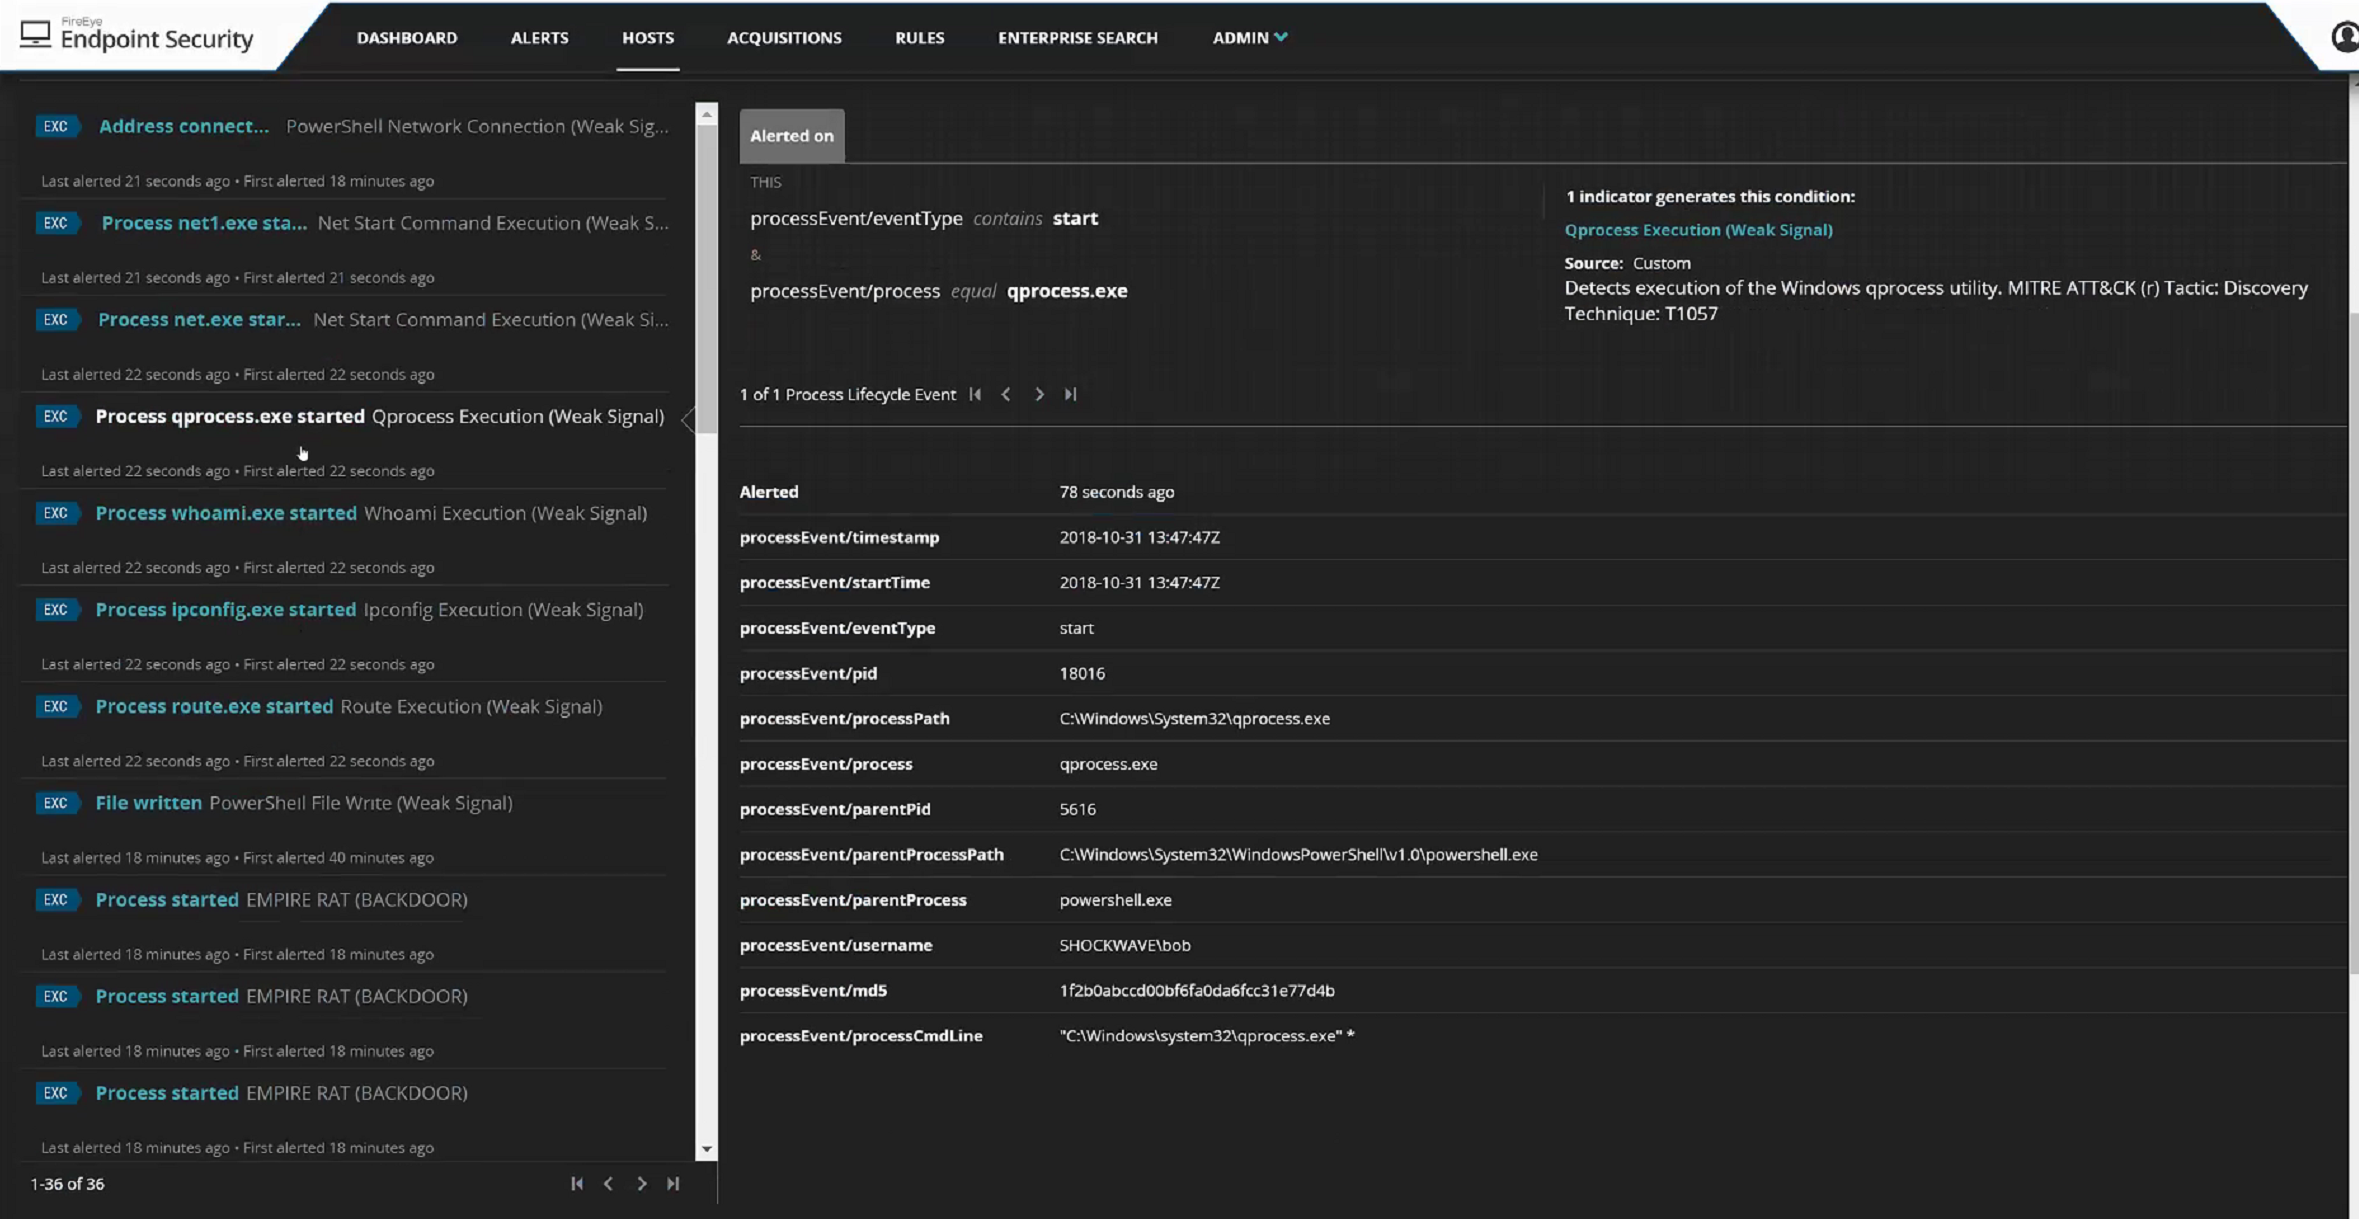 FireEye
Endpoint Security
DASHBOARD ALERTS HOSTS ACQUISITIONS RULES ENTERPRISE SEARCH ADMIN
EXC Address connect... PowerShell Network Connection (Weak Sig...
Last alerted 21 seconds ago • First alerted 18 minutes ago
EXC Process net1.exe sta... Net Start Command Execution (Weak S...
Last alerted 21 seconds ago • First alerted 21 seconds ago
EXC Process net.exe star... Net Start Command Execution (Weak Si...
Last alerted 22 seconds ago • First alerted 22 seconds ago
EXC Process qprocess.exe started Qprocess Execution (Weak Signal)
Last alerted 22 seconds ago • First alerted 22 seconds ago
EXC Process whoami.exe started Whoami Execution (Weak Signal)
Last alerted 22 seconds ago • First alerted 22 seconds ago
EXC Process ipconfig.exe started Ipconfig Execution (Weak Signal)
Last alerted 22 seconds ago • First alerted 22 seconds ago
EXC Process route.exe started Route Execution (Weak Signal)
Last alerted 22 seconds ago • First alerted 22 seconds ago
EXC File written PowerShell File Write (Weak Signal)
Last alerted 18 minutes ago • First alerted 40 minutes ago
EXC Process started EMPIRE RAT (BACKDOOR)
Last alerted 18 minutes ago • First alerted 18 minutes ago
EXC Process started EMPIRE RAT (BACKDOOR)
Last alerted 18 minutes ago • First alerted 18 minutes ago
EXC Process started EMPIRE RAT (BACKDOOR)
Last alerted 18 minutes ago • First alerted 18 minutes ago
1-36 of 36
Alerted on
THIS
processEvent/eventType contains start
&
processEvent/process equal qprocess.exe
1 indicator generates this condition:
Qprocess Execution (Weak Signal)
Source: Custom
Detects execution of the Windows qprocess utility. MITRE ATT&CK (r) Tactic: Discovery
Technique: T1057
1 of 1 Process Lifecycle Event
Alerted 78 seconds ago
processEvent/timestamp 2018-10-31 13:47:47Z
processEvent/startTime 2018-10-31 13:47:47Z
processEvent/eventType start
processEvent/pid 18016
processEvent/processPath C:\Windows\System32\qprocess.exe
processEvent/process qprocess.exe
processEvent/parentPid 5616
processEvent/parentProcessPath C:\Windows\System32\WindowsPowerShell\v1.0\powershell.exe
processEvent/parentProcess powershell.exe
processEvent/username SHOCKWAVE\bob
processEvent/md5 1f2b0abccd00bf6fa0da6fcc31e77d4b
processEvent/processCmdLine "C:\Windows\system32\qprocess.exe" *